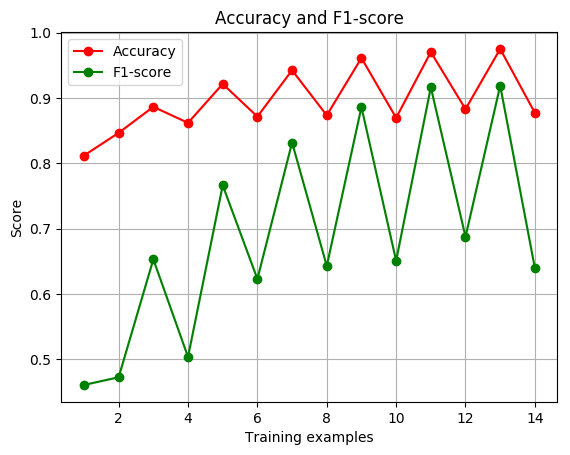 Accuracy and F1-score
Accuracy
F1-score
1.0
0.9
0.8
0.7
0.6
0.5
Score
2 4 6 8 10 12 14
Training examples